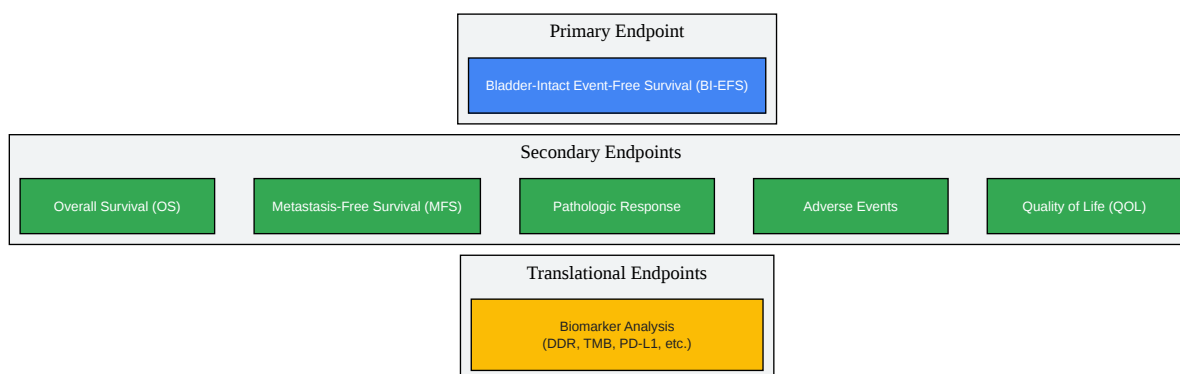 Primary Endpoint
Bladder-Intact Event-Free Survival (BI-EFS)
Secondary Endpoints
Overall Survival (OS)
Metastasis-Free Survival (MFS)
Pathologic Response
Adverse Events
Quality of Life (QOL)
Translational Endpoints
Biomarker Analysis
(DDR, TMB, PD-L1, etc.)